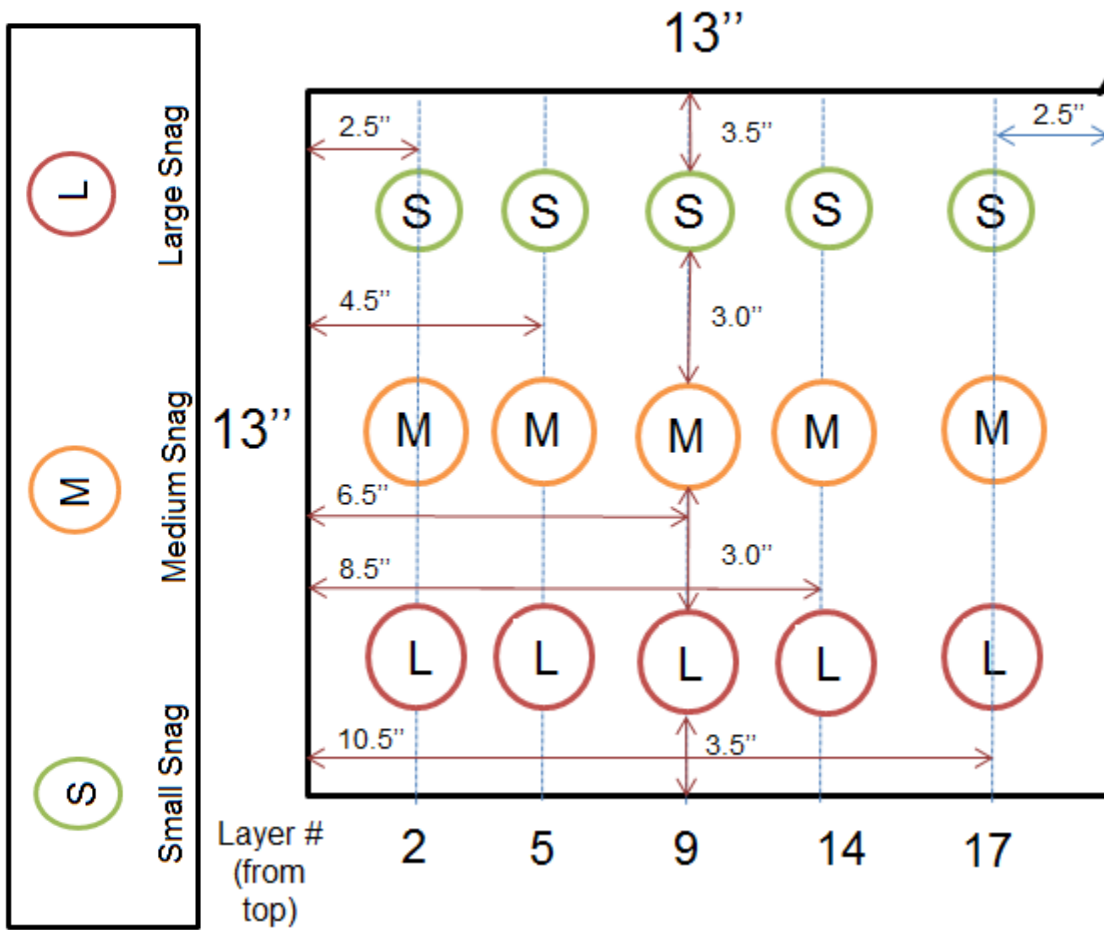 13’’
L
Large Snag
M
Medium Snag
S
Small Snag
2.5’’
3.5’’
2.5’’
S S S S S
4.5’’
3.0’’
13’’
M M M M M
6.5’’
3.0’’
8.5’’
L L L L L
10.5’’
3.5’’
Layer #
(from
top)
2 5 9 14 17